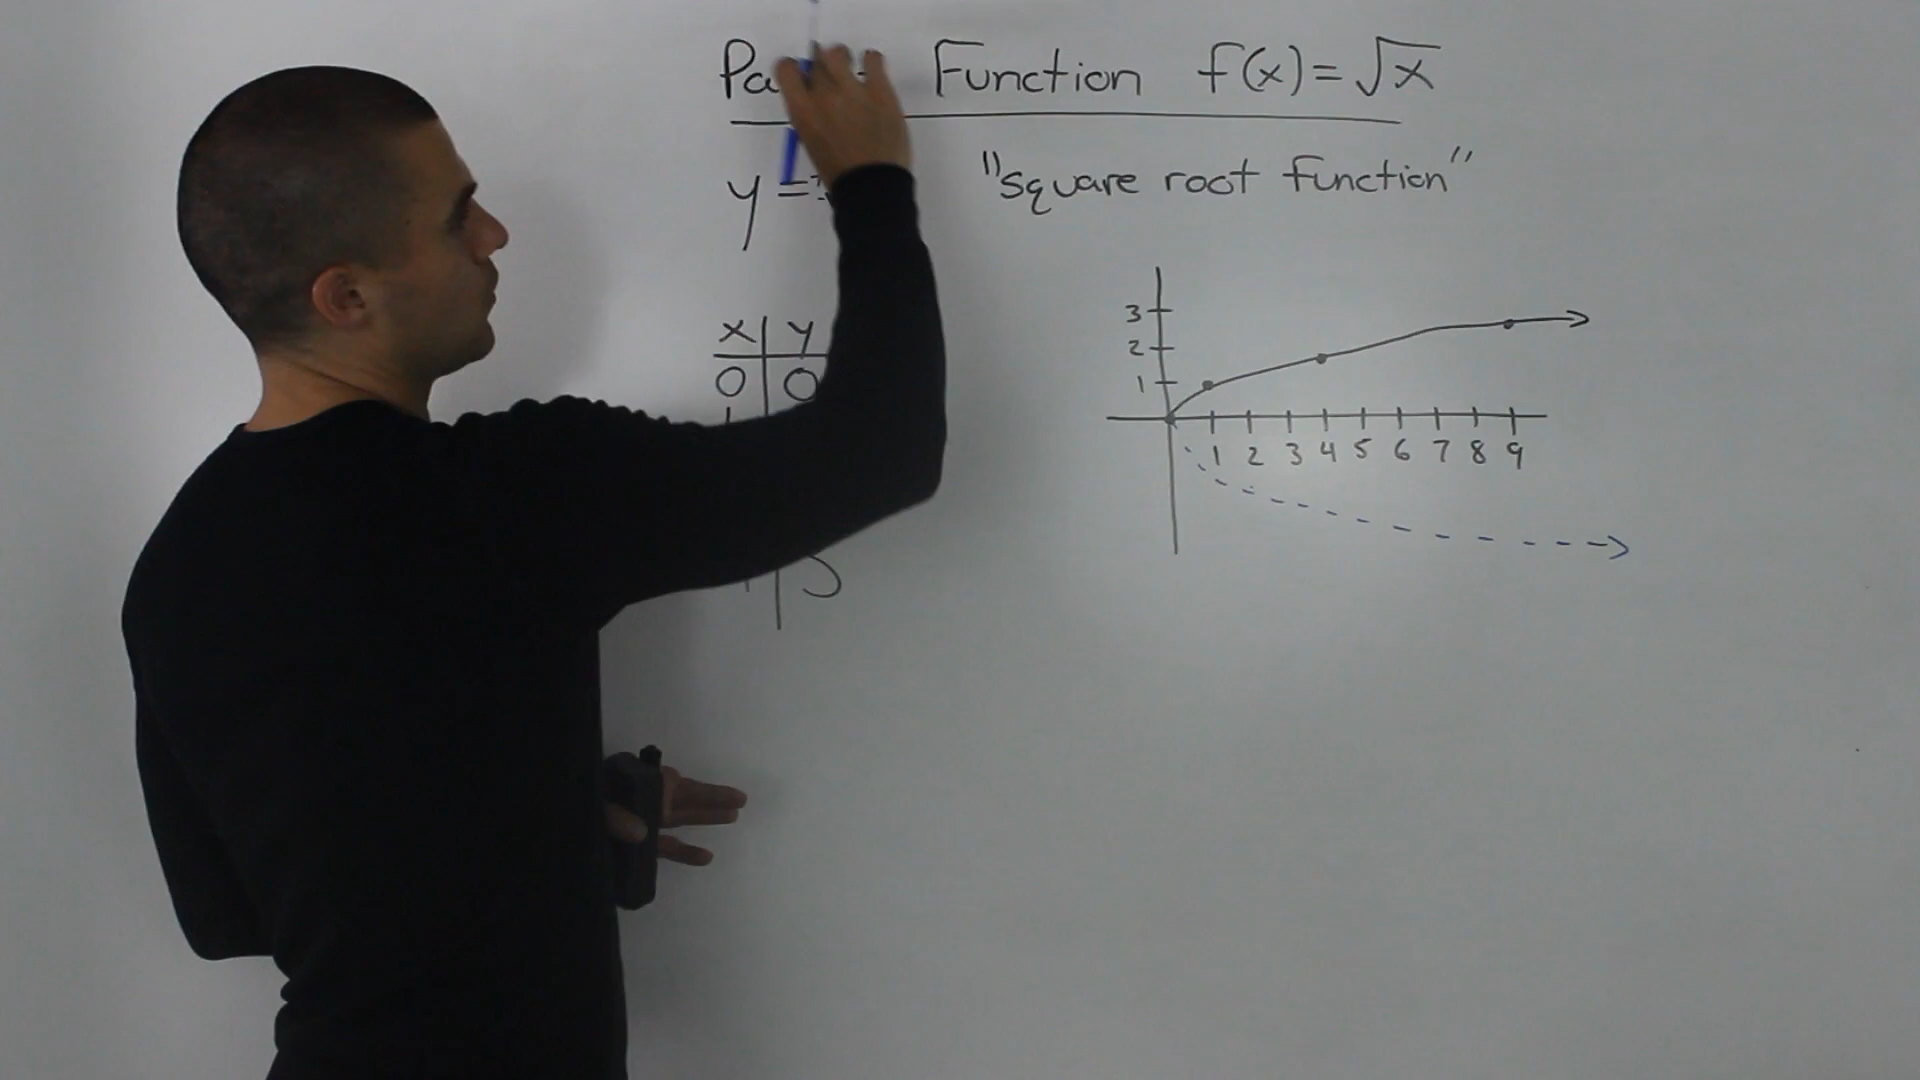 Function f(x) = √x
y =
"square root function"
x y
0 0
3
2
1
1 2 3 4 5 6 7 8 9